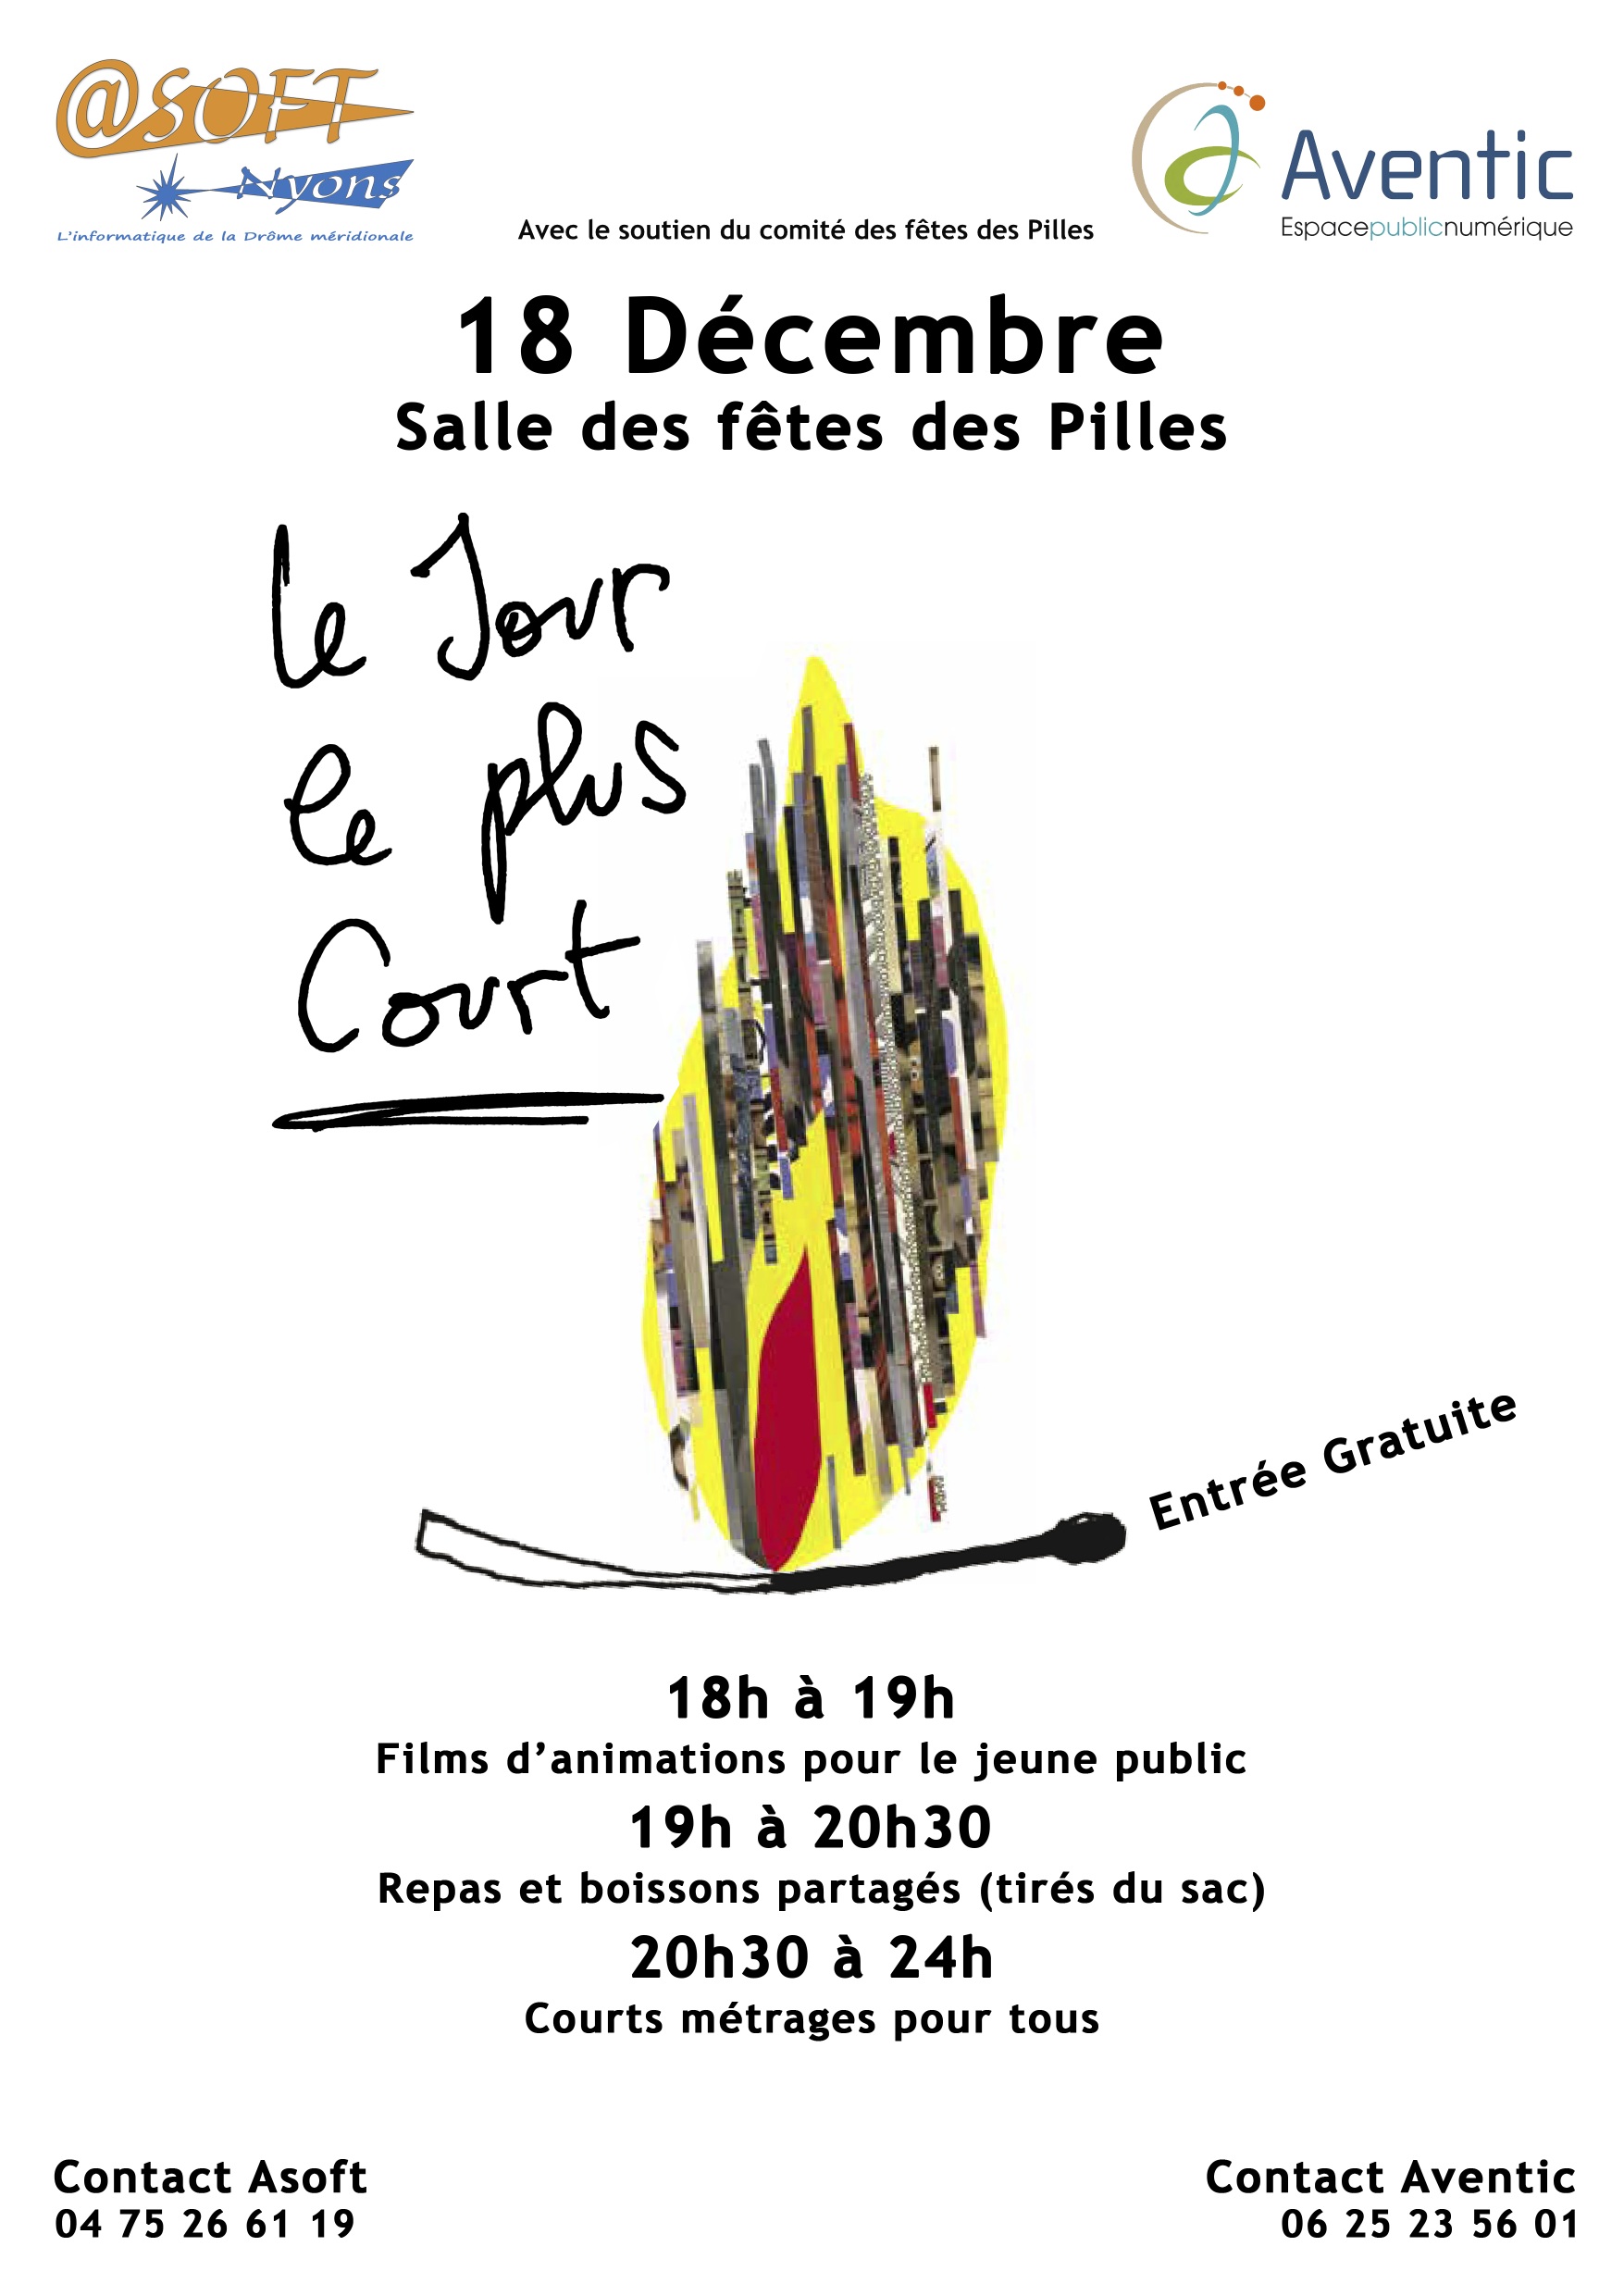 @SOFT
Nyons
L'informatique de la Drôme méridionale
Avec le soutien du comité des fêtes des Pilles
Aventic
Espacepublicnumérique
18 Décembre
Salle des fêtes des Pilles
Le Jour
le plus
Court
Entrée Gratuite
18h à 19h
Films d’animations pour le jeune public
19h à 20h30
Repas et boissons partagés (tirés du sac)
20h30 à 24h
Courts métrages pour tous
Contact Asoft
04 75 26 61 19
Contact Aventic
06 25 23 56 01